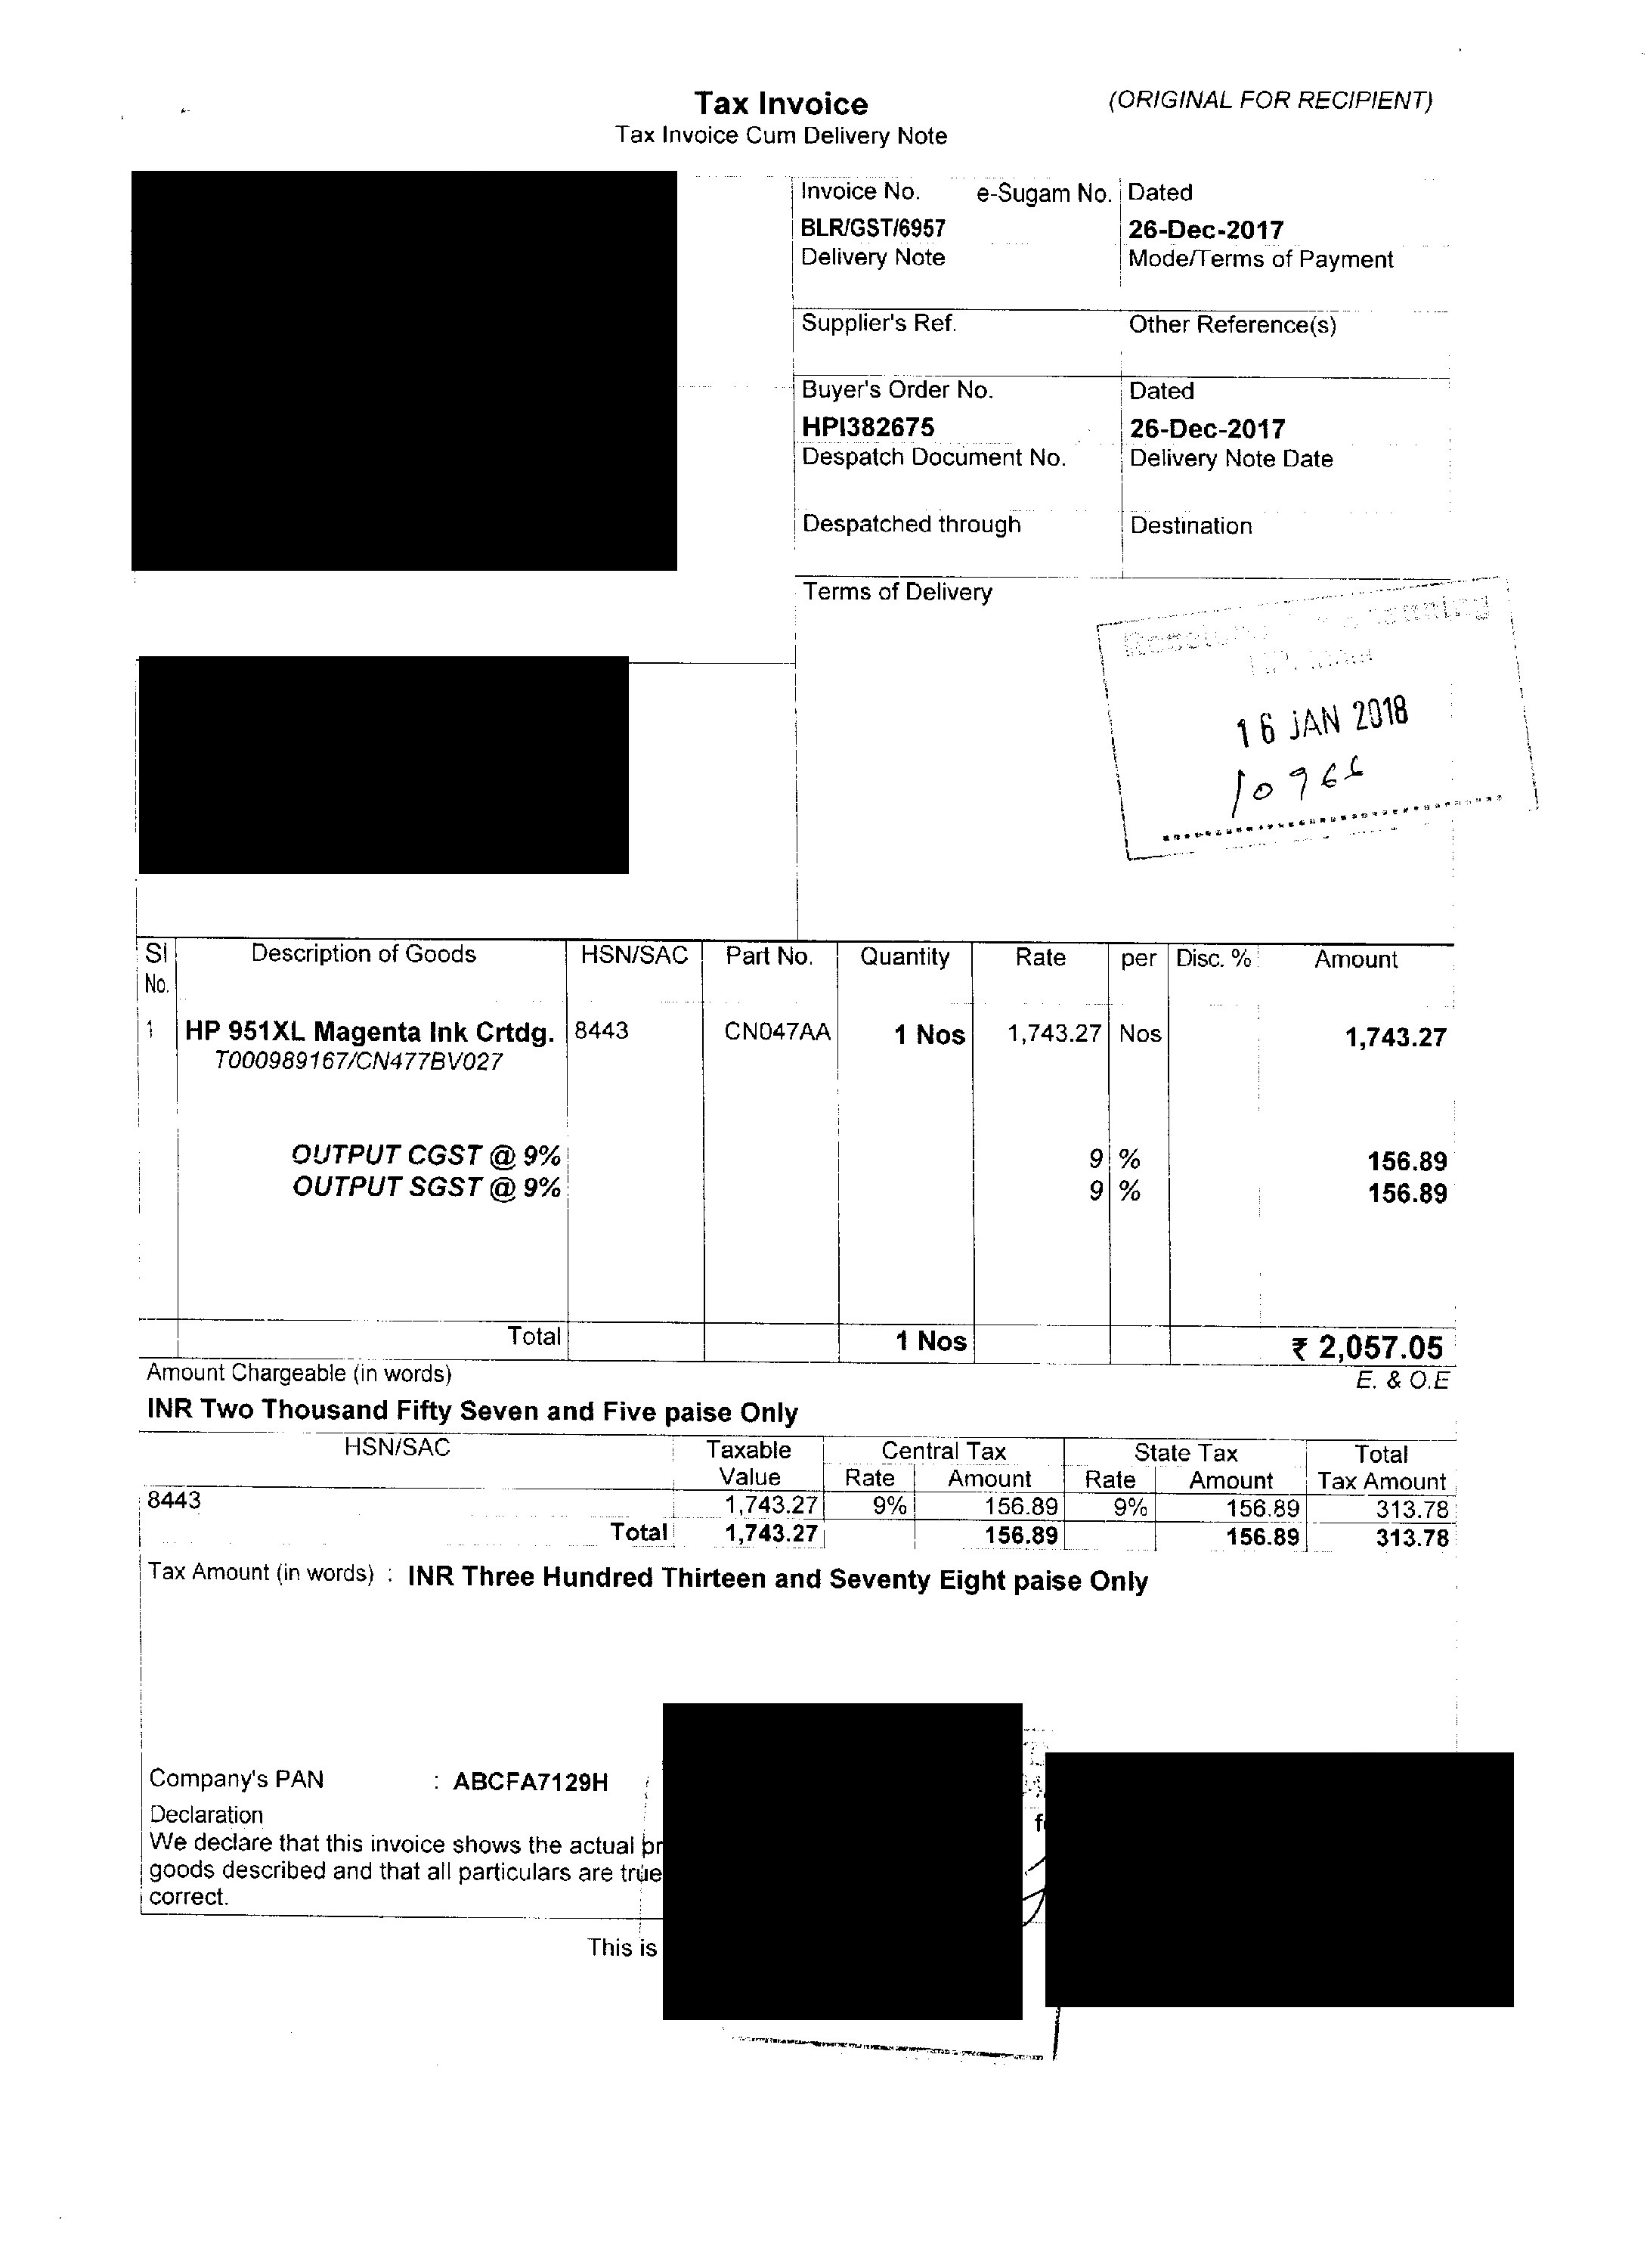 Tax Invoice
(ORIGINAL FOR RECIPIENT)
Tax Invoice Cum Delivery Note
Invoice No. e-Sugam No. Dated
BLR/GST/6957 26-Dec-2017
Delivery Note Mode/Terms of Payment
Supplier's Ref. Other Reference(s)
Buyer's Order No. Dated
HPI382675 26-Dec-2017
Despatch Document No. Delivery Note Date
Despatched through Destination
Terms of Delivery
16 JAN 2018
Sl No. Description of Goods HSN/SAC Part No. Quantity Rate per Disc. % Amount
1 HP 951XL Magenta Ink Crtdg. 8443 CN047AA 1 Nos 1,743.27 Nos 1,743.27
T000989167/CN477BV027
OUTPUT CGST @ 9% 9 % 156.89
OUTPUT SGST @ 9% 9 % 156.89
Total 1 Nos ₹ 2,057.05
Amount Chargeable (in words) E. & O.E
INR Two Thousand Fifty Seven and Five paise Only
HSN/SAC Taxable Central Tax State Tax Total
Value Rate Amount Rate Amount Tax Amount
8443 1,743.27 9% 156.89 9% 156.89 313.78
Total 1,743.27 156.89 156.89 313.78
Tax Amount (in words) : INR Three Hundred Thirteen and Seventy Eight paise Only
Company's PAN : ABCFA7129H
Declaration
We declare that this invoice shows the actual pr
goods described and that all particulars are true
correct.
This is